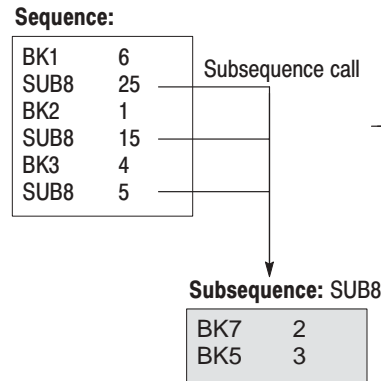 Sequence:
BK1 6
SUB8 25
Subsequence call
BK2 1
SUB8 15
BK3 4
SUB8 5
Subsequence: SUB8
BK7 2
BK5 3